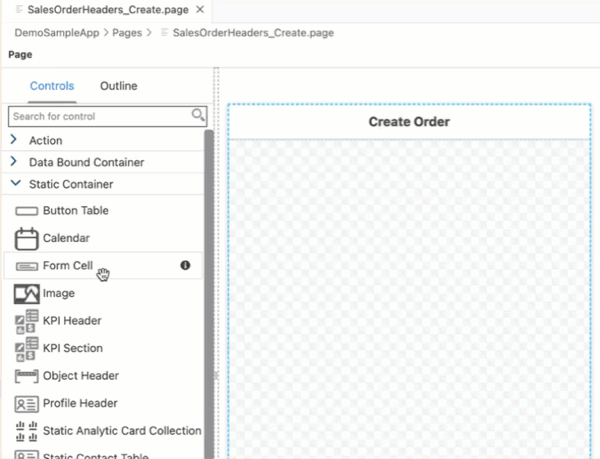 SalesOrderHeaders_Create.page
DemoSampleApp > Pages > SalesOrderHeaders_Create.page
Page
Controls Outline
Search for control
Action
Data Bound Container
Static Container
Button Table
Calendar
Form Cell
Image
KPI Header
KPI Section
Object Header
Profile Header
Static Analytic Card Collection
Static Contact Table
Create Order